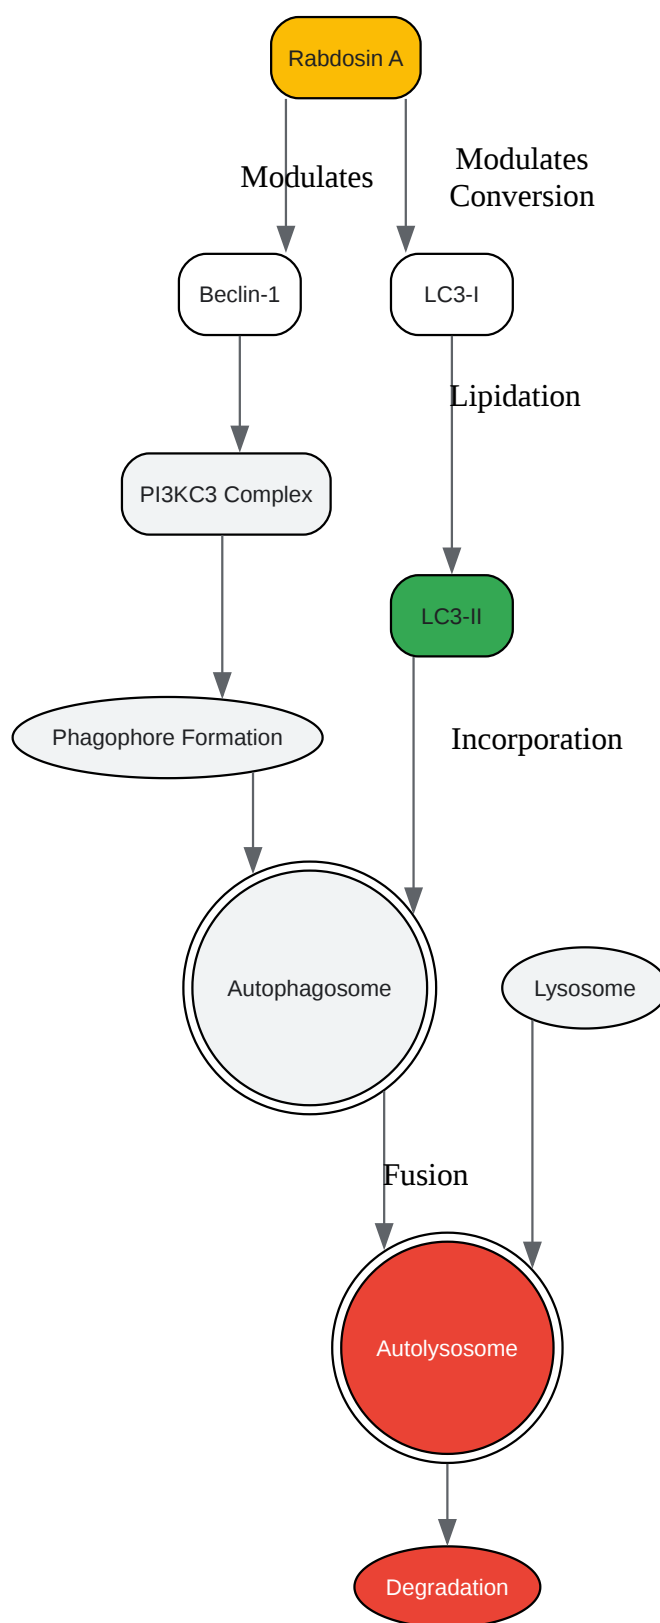 Rabdosin A
Modulates
Modulates
Conversion
Beclin-1
LC3-I
Lipidation
PI3KC3 Complex
LC3-II
Phagophore Formation
Incorporation
Autophagosome
Lysosome
Fusion
Autolysosome
Degradation